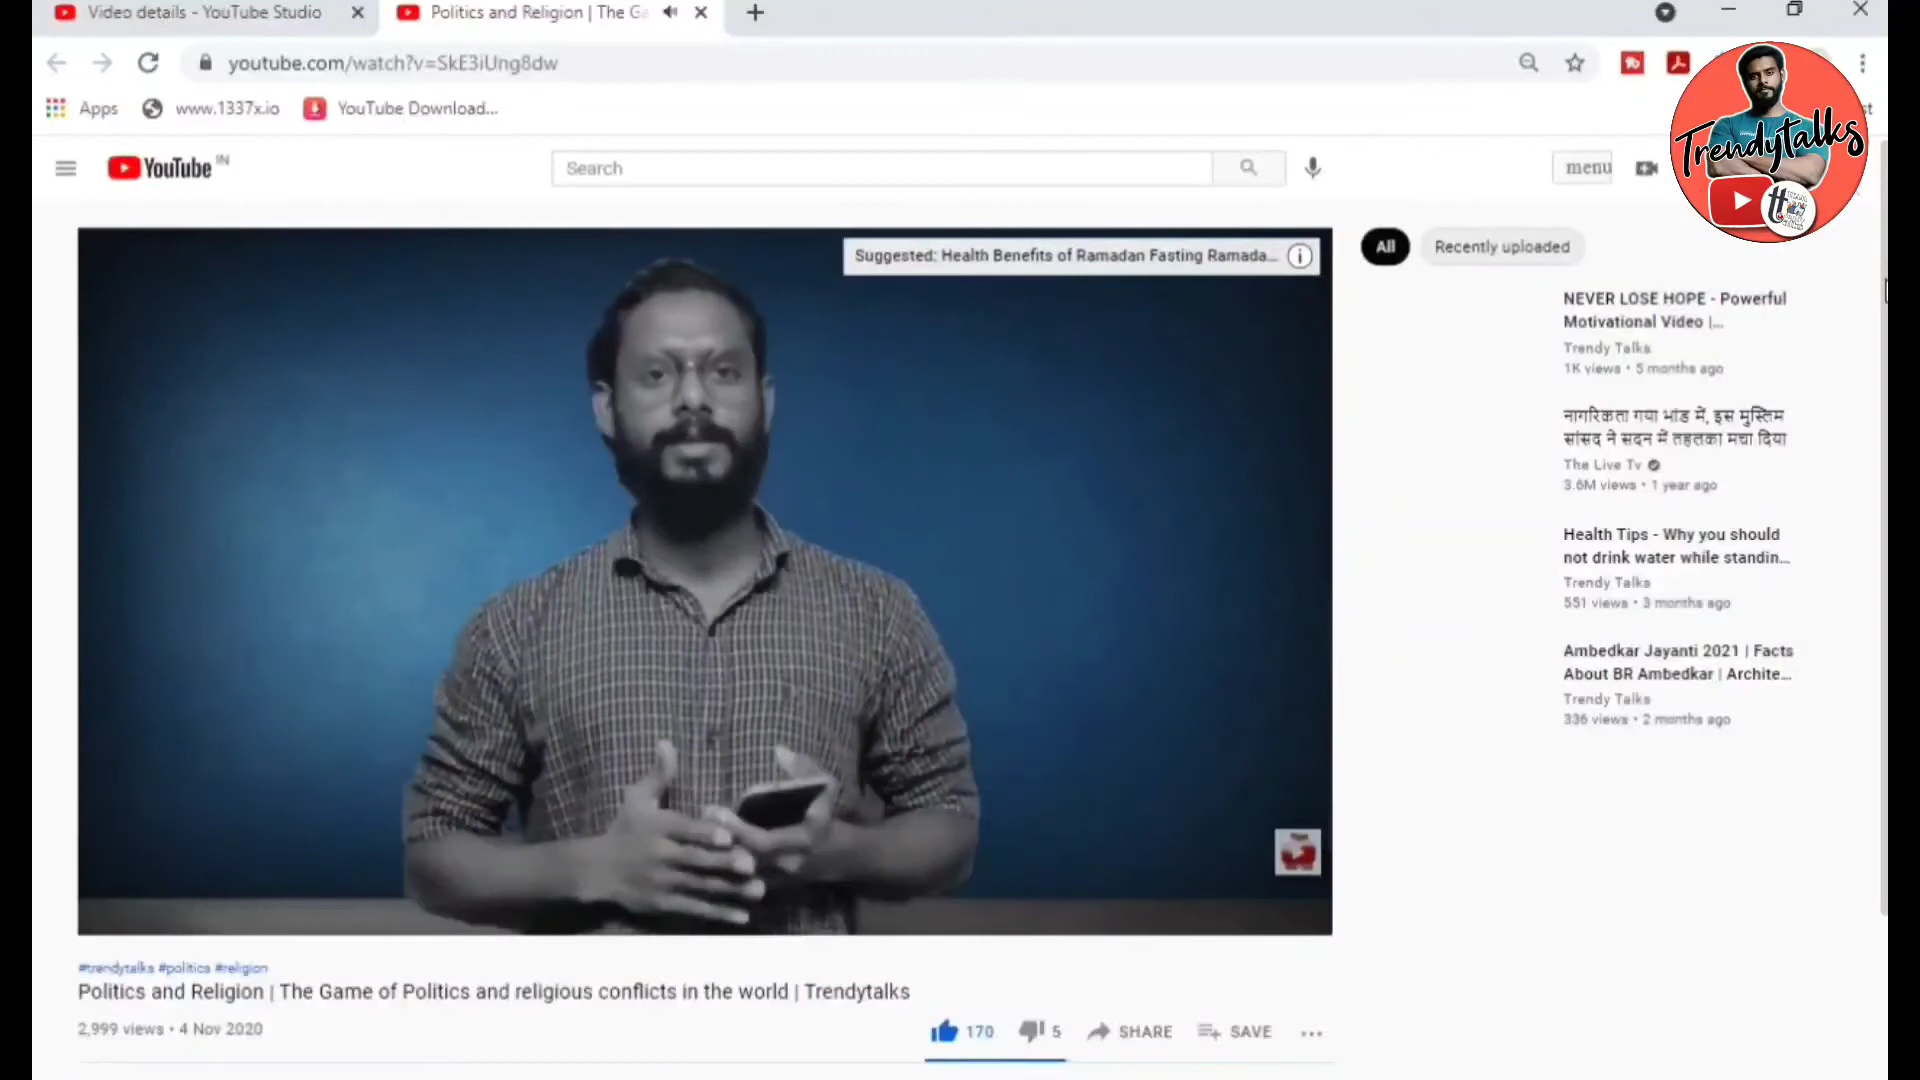 Video details - YouTube Studio
Politics and Religion | The Ga
youtube.com/watch?v=SkE3iUng8dw
Apps
www.1337x.io
YouTube Download...
YouTube IN
Search
menu
Trendytalks
Suggested: Health Benefits of Ramadan Fasting Ramada...
All
Recently uploaded
NEVER LOSE HOPE - Powerful
Motivational Video |...
Trendy Talks
1K views • 5 months ago
नागरिकता गया भांड में, इस मुस्लिम
सांसद ने सदन में तहलका मचा दिया
The Live Tv
3.6M views • 1 year ago
Health Tips - Why you should
not drink water while standin...
Trendy Talks
551 views • 3 months ago
Ambedkar Jayanti 2021 | Facts
About BR Ambedkar | Archite...
Trendy Talks
336 views • 2 months ago
#trendytalks #politics #religion
Politics and Religion | The Game of Politics and religious conflicts in the world | Trendytalks
2,999 views • 4 Nov 2020
170
5
SHARE
SAVE